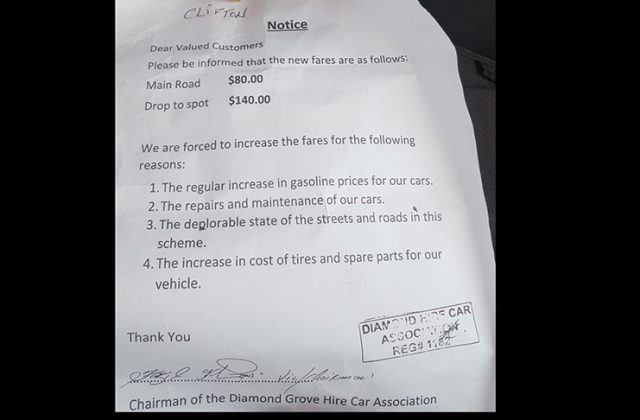 CLIFTON
Notice
Dear Valued Customers
Please be informed that the new fares are as follows:
Main Road $80.00
Drop to spot $140.00
We are forced to increase the fares for the following
reasons:
1. The regular increase in gasoline prices for our cars.
2. The repairs and maintenance of our cars.
3. The deplorable state of the streets and roads in this
scheme.
4. The increase in cost of tires and spare parts for our
vehicle.
Thank You
CAR
REG#
Chairman of the Diamond Grove Hire Car Association